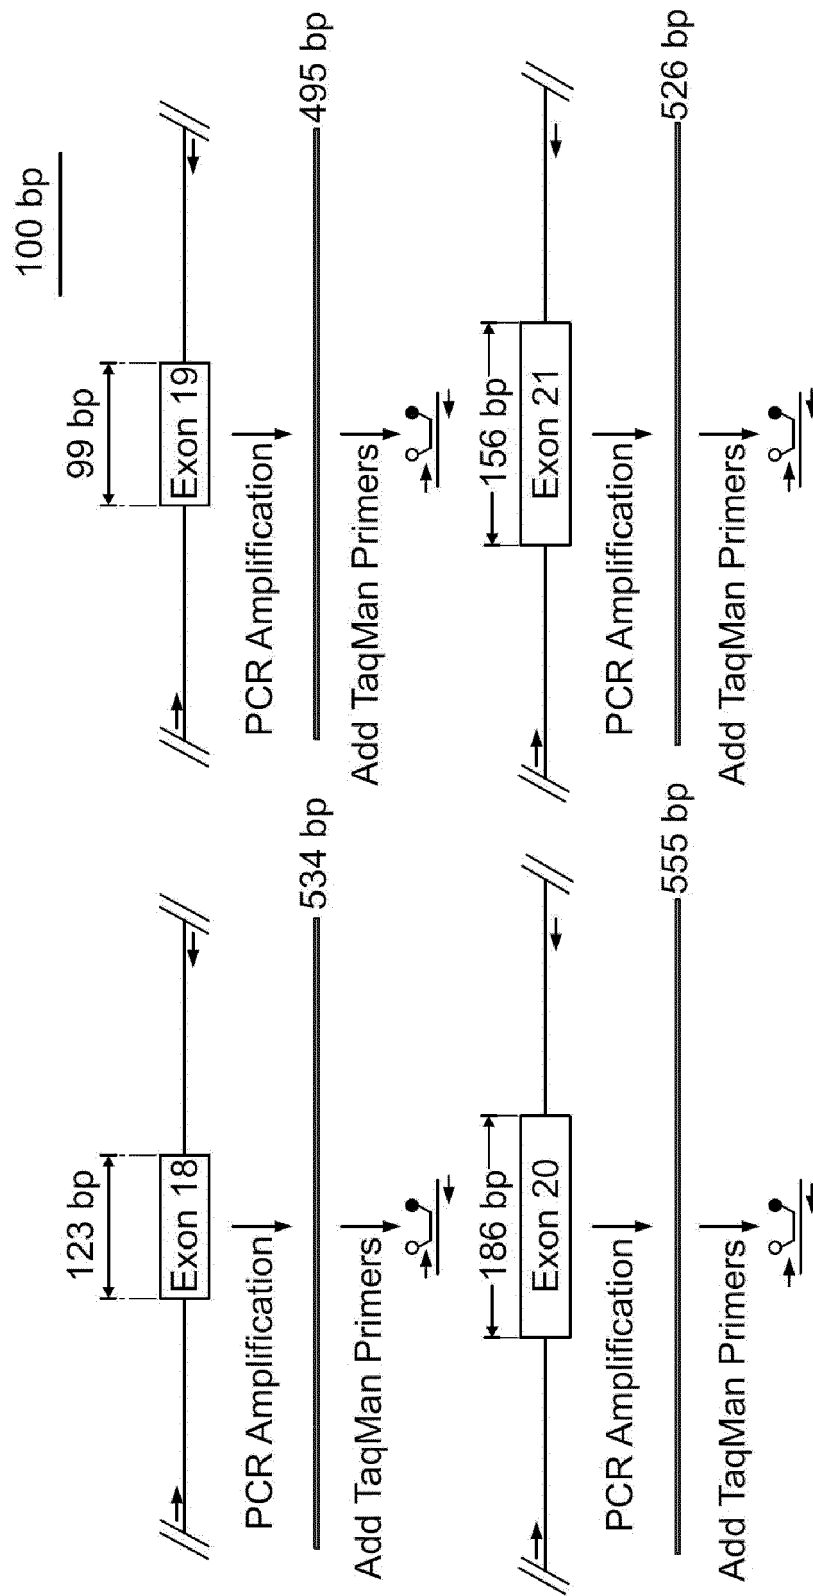 100 bp
123 bp
Exon 18
PCR Amplification
534 bp
Add TaqMan Primers
99 bp
Exon 19
PCR Amplification
495 bp
Add TaqMan Primers
186 bp
Exon 20
PCR Amplification
555 bp
Add TaqMan Primers
156 bp
Exon 21
PCR Amplification
526 bp
Add TaqMan Primers